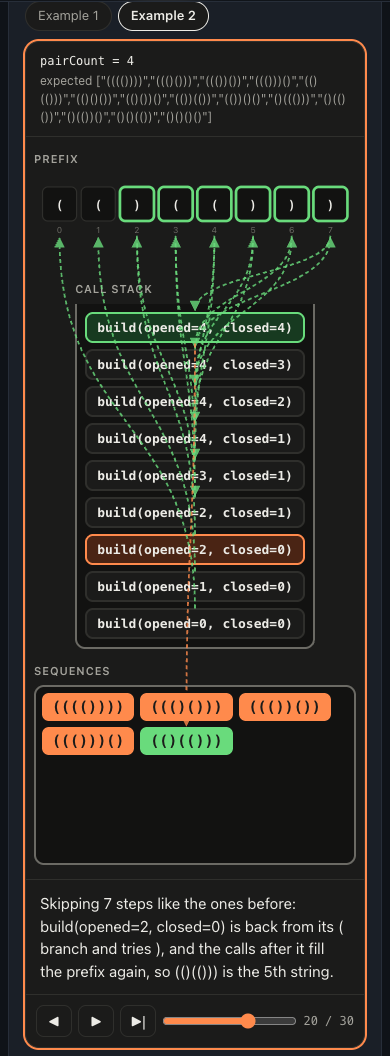 Example 1
Example 2
pairCount = 4
expected ["(((())))","((()()))","((())())","((()))()","(()
(()))","(()()())","(()())()","(())(())","(())()()","()((()))","()(()
())","()(())()","()()(())","()()()()"]
PREFIX
( ( ) ( ( ) ) )
0 1 2 3 4 5 6 7
CALL STACK
build(opened=4, closed=4)
build(opened=4, closed=3)
build(opened=4, closed=2)
build(opened=4, closed=1)
build(opened=3, closed=1)
build(opened=2, closed=1)
build(opened=2, closed=0)
build(opened=1, closed=0)
build(opened=0, closed=0)
SEQUENCES
(((()))) ((()())) ((())())
((()))() (()(()))
Skipping 7 steps like the ones before:
build(opened=2, closed=0) is back from its (
branch and tries ), and the calls after it fill
the prefix again, so (()(())) is the 5th string.
20 / 30